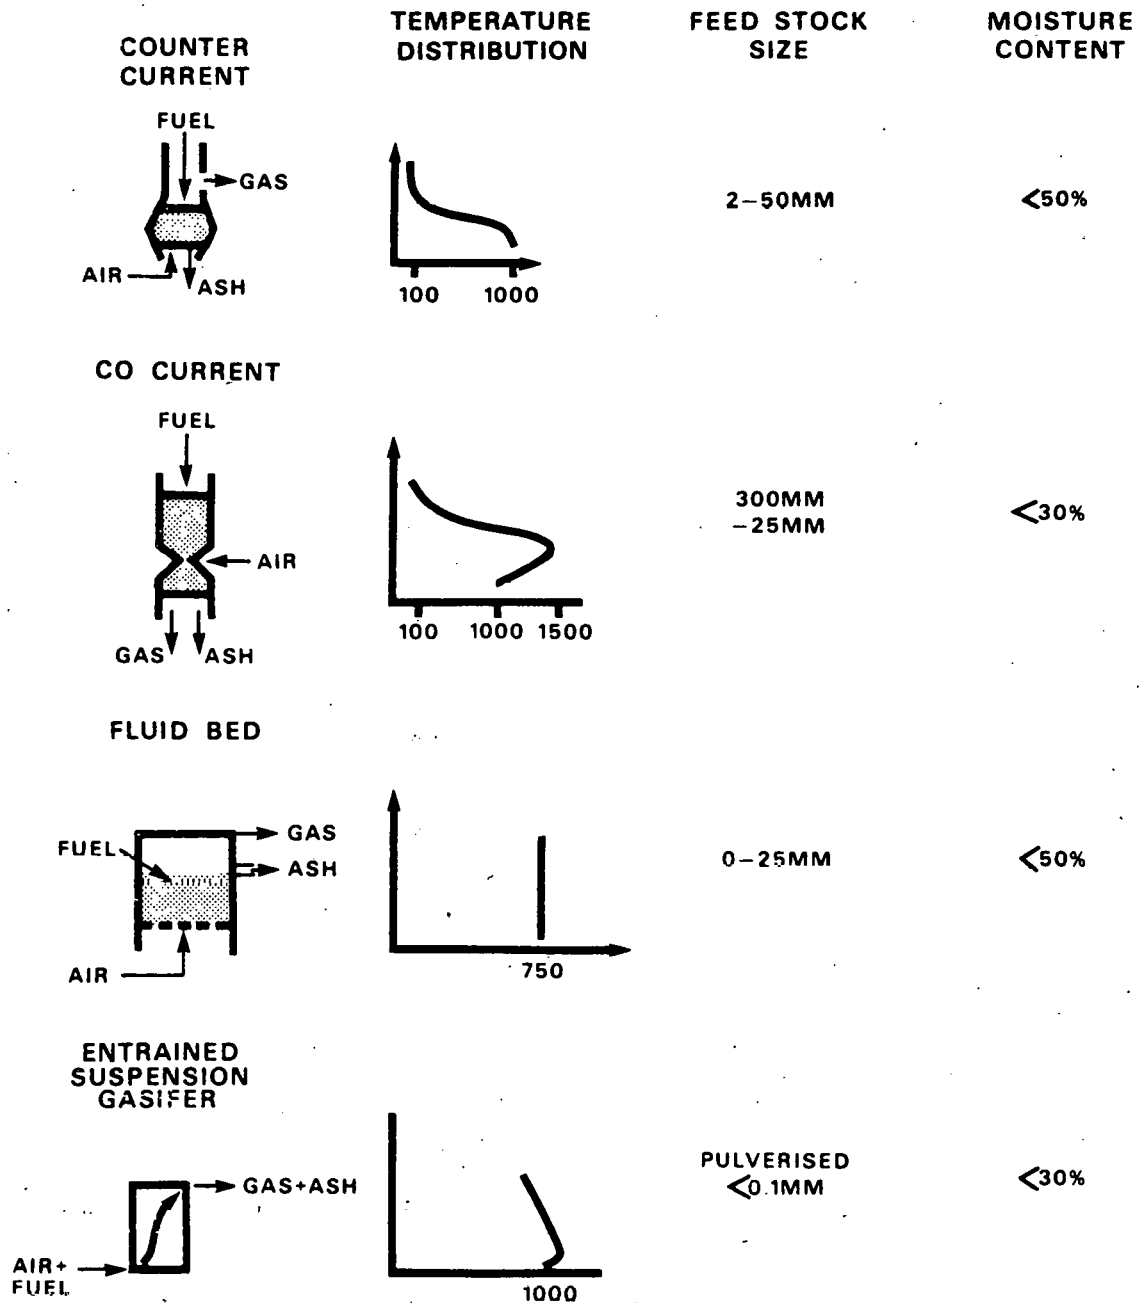 TEMPERATURE
DISTRIBUTION
FEED STOCK
SIZE
MOISTURE
CONTENT
COUNTER
CURRENT
FUEL
GAS
AIR
ASH
100 1000
2-50MM
<50%
CO CURRENT
FUEL
AIR
GAS ASH
100 1000 1500
300MM
-25MM
<30%
FLUID BED
GAS
FUEL
ASH
AIR
750
0-25MM
<50%
ENTRAINED
SUSPENSION
GASIFER
GAS+ASH
AIR+
FUEL
1000
PULVERISED
<0.1MM
<30%